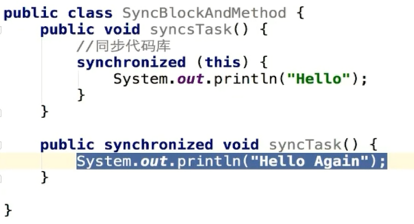 public class SyncBlockAndMethod {
    public void syncsTask() {
        //同步代码库
        synchronized (this) {
            System.out.println("Hello");
        }
    }

    public synchronized void syncTask() {
        System.out.println("Hello Again");
    }

}